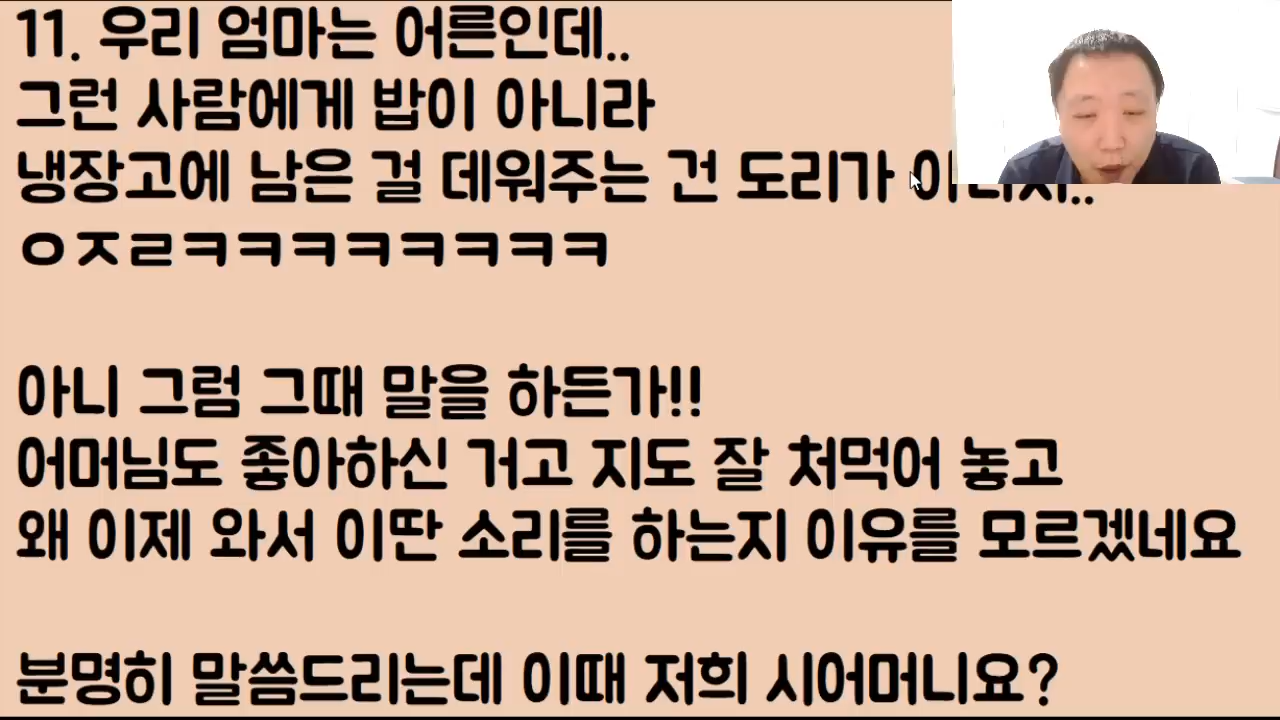 11. 우리 엄마는 어른인데..
그런 사람에게 밥이 아니라
냉장고에 남은 걸 데워주는 건 도리가
ㅇㅈㄹㅋㅋㅋㅋㅋㅋㅋㅋ
아니 그럼 그때 말을 하든가!!
어머님도 좋아하신 거고 지도 잘 처먹어 놓고
왜 이제 와서 이딴 소리를 하는지 이유를 모르겠네요
분명히 말씀드리는데 이때 저희 시어머니요?